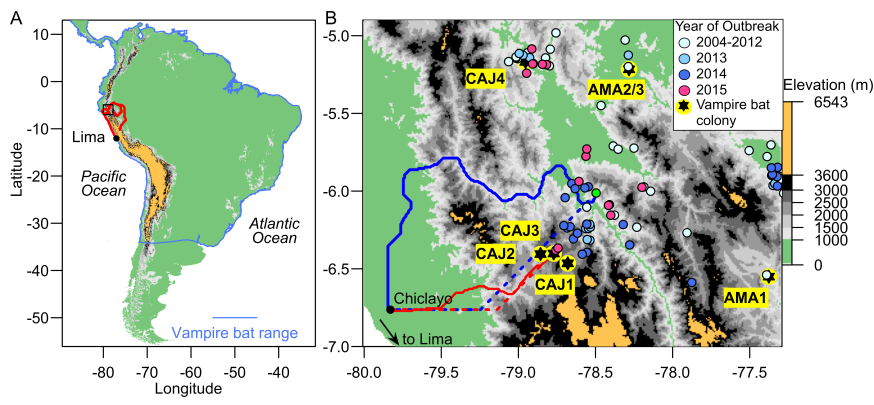 A
10
0
-10
-20
-30
-40
-50
Latitude
Lima
Pacific
Ocean
Atlantic
Ocean
Vampire bat range
-80
-70
-60
-50
-40
Longitude
B
-5.0
-5.5
-6.0
-6.5
-7.0
CAJ4
AMA2/3
CAJ3
CAJ2
CAJ1
AMA1
Chiclayo
to Lima
-80.0
-79.5
-79.0
-78.5
-78.0
-77.5
Year of Outbreak
2004-2012
2013
2014
2015
Vampire bat
colony
Elevation (m)
6543
3600
3000
2500
2000
1500
1000
0